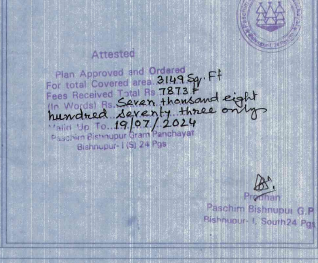 Attested
Plan Approved and Ordered
For total Covered area. 3149 Sq. Ft
Fees Received Total Rs. 7873/-
(In Words) Rs. Seven thousand eight
hundred seventy three only
Valid Up To... 19/07/2024
Paschim Bishnupur Gram Panchayat
Bishnupur-I (S) 24 Pgs
Prodhan
Paschim Bishnupur G.P
Bishnupur- I, South 24 Pgs